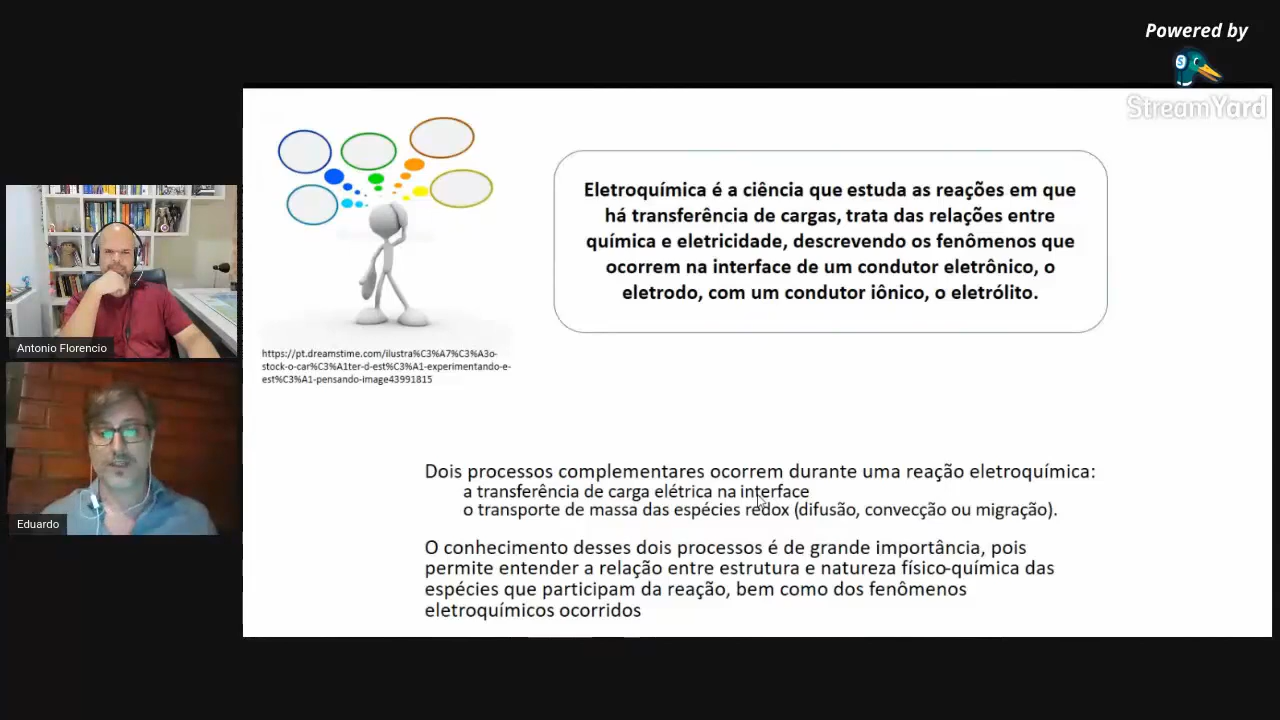 Powered by
StreamYard
Eletroquímica é a ciência que estuda as reações em que
há transferência de cargas, trata das relações entre
química e eletricidade, descrevendo os fenômenos que
ocorrem na interface de um condutor eletrônico, o
eletrodo, com um condutor iônico, o eletrólito.
Antonio Florencio
https://pt.dreamstime.com/ilustra%C3%A7%C3%A3o-
stock-o-car%C3%A1ter-d-est%C3%A1-experimentando-e-
est%C3%A1-pensando-image43991815
Eduardo
Dois processos complementares ocorrem durante uma reação eletroquímica:
a transferência de carga elétrica na interface
o transporte de massa das espécies redox (difusão, convecção ou migração).
O conhecimento desses dois processos é de grande importância, pois
permite entender a relação entre estrutura e natureza físico-química das
espécies que participam da reação, bem como dos fenômenos
eletroquímicos ocorridos